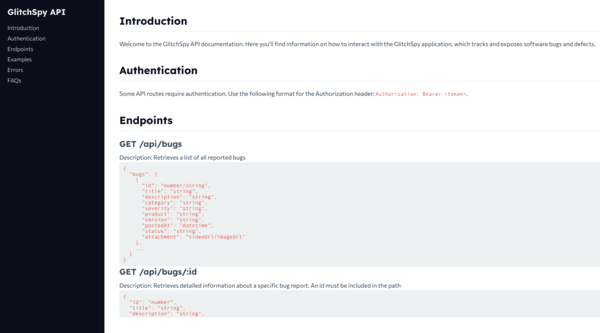 GlitchSpy API
Introduction
Authentication
Endpoints
Examples
Errors
FAQs
Introduction
Welcome to the GlitchSpy API documentation. Here you'll find information on how to interact with the GlitchSpy application, which tracks and exposes software bugs and defects.
Authentication
Some API routes require authentication. Use the following format for the Authorization header: Authorization: Bearer <token>.
Endpoints
GET /api/bugs
Description: Retrieves a list of all reported bugs
{
"bugs": [
{
"id": "number/string",
"title": "string",
"description": "string",
"category": "string",
"severity": "string",
"product": "string",
"version": "string",
"postedAt": "datetime",
"status": "string",
"attachment": "videoUrl/imageUrl"
},
...
]
}
GET /api/bugs/:id
Description: Retrieves detailed information about a specific bug report. An id must be included in the path
{
"id": "number",
"title": "string",
"description": "string",